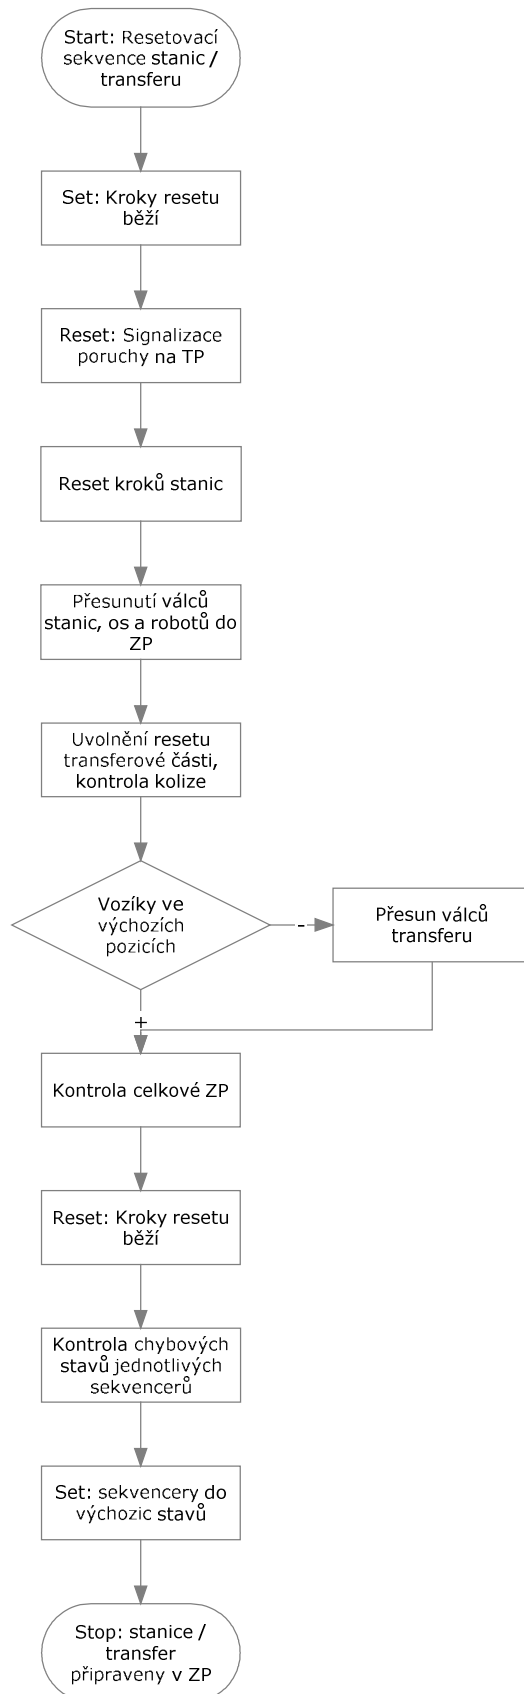 Start: Resetovací
sekvence stanic /
transferu
Set: Kroky resetu
běží
Reset: Signalizace
poruchy na TP
Reset kroků stanic
Přesunutí válců
stanic, os a robotů do
ZP
Uvolnění resetu
transferové části,
kontrola kolize
Vozíky ve
výchozích
pozicích
-
Přesun válců
transferu
+
Kontrola celkové ZP
Reset: Kroky resetu
běží
Kontrola chybových
stavů jednotlivých
sekvencerů
Set: sekvencery do
výchozic stavů
Stop: stanice /
transfer
připraveny v ZP